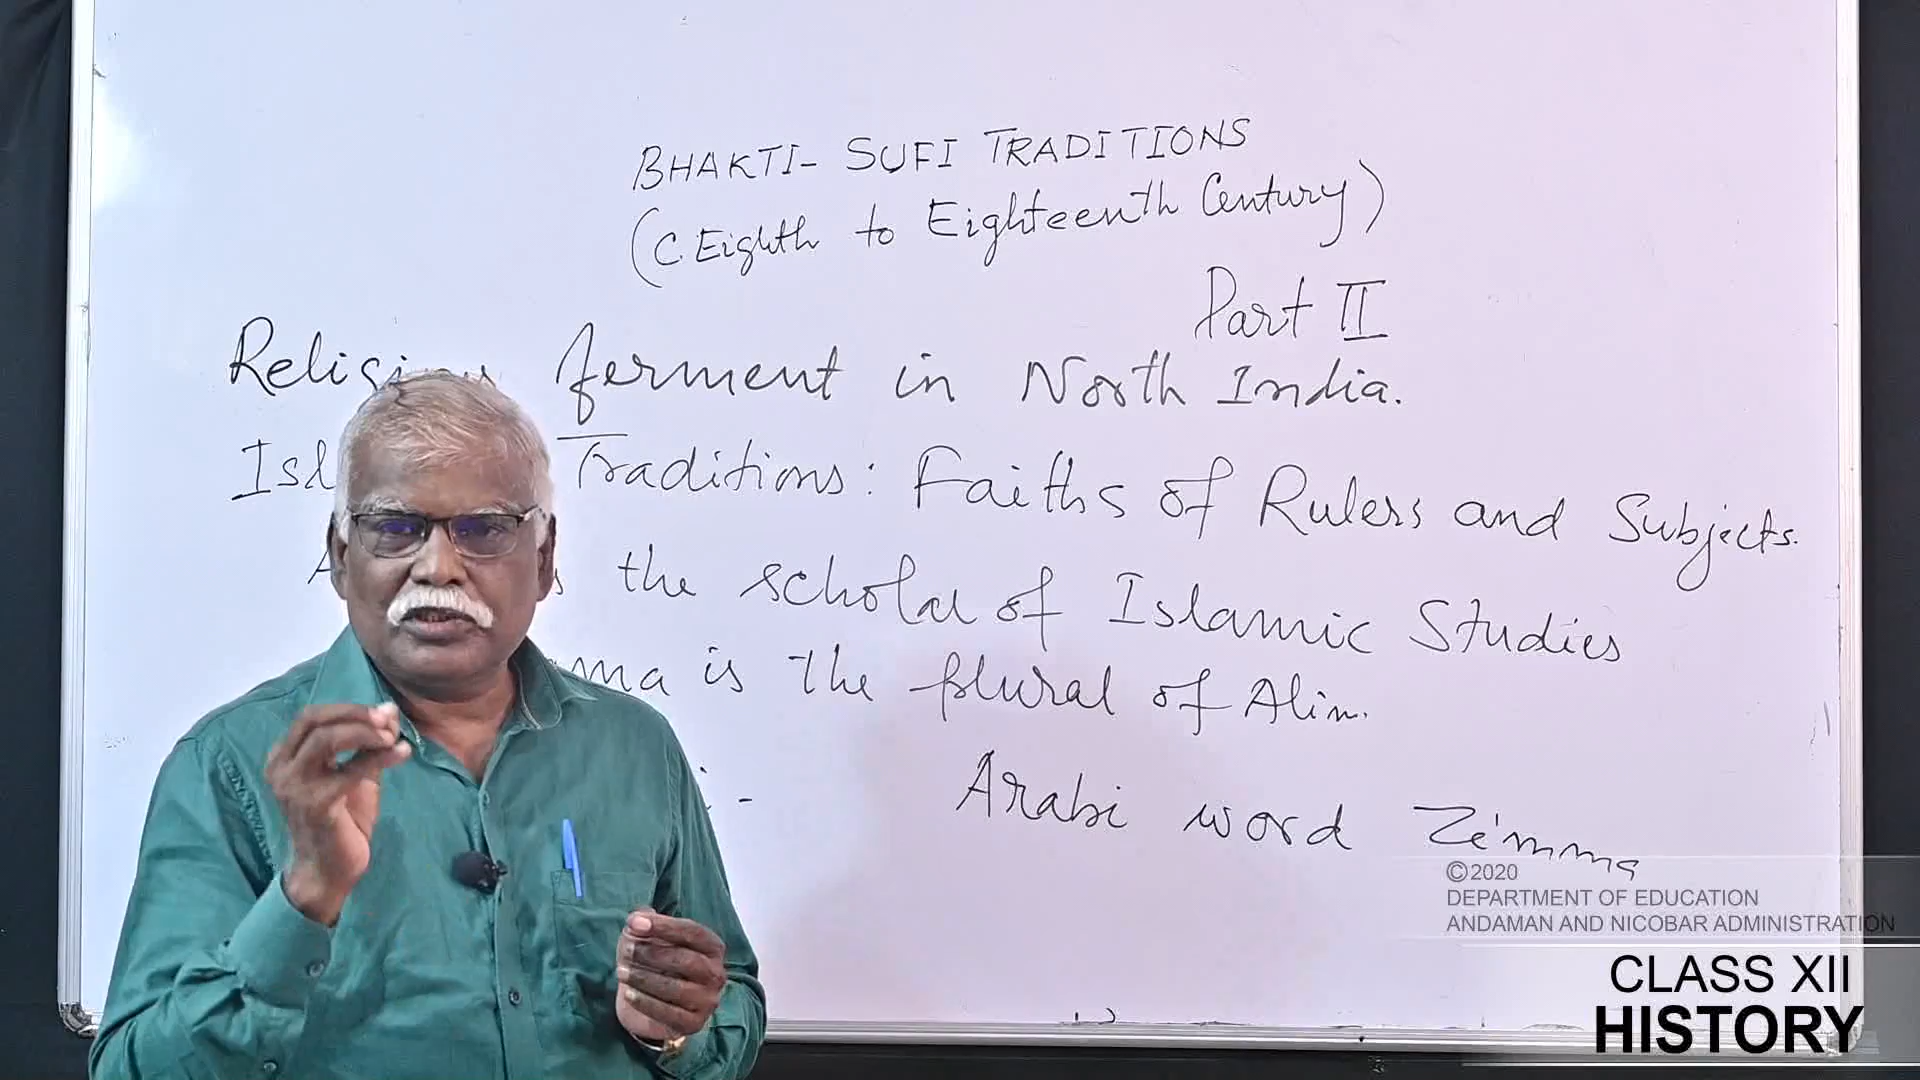 BHAKTI- SUFI TRADITIONS
(C. Eighth to Eighteenth Century)
Part II
ferment in North India.
Traditions: Faiths of Rulers and Subjects.
the scholar of Islamic Studies
is the plural of Alim.
Arabi word Zimma
©2020
DEPARTMENT OF EDUCATION
ANDAMAN AND NICOBAR ADMINISTRATION
CLASS XII
HISTORY